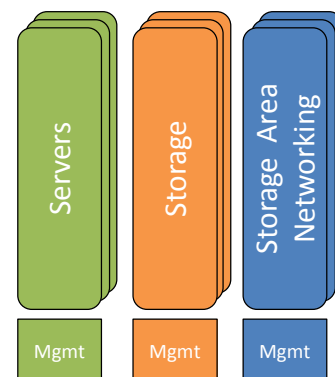 Servers
Storage
Storage Area
Networking
Mgmt
Mgmt
Mgmt